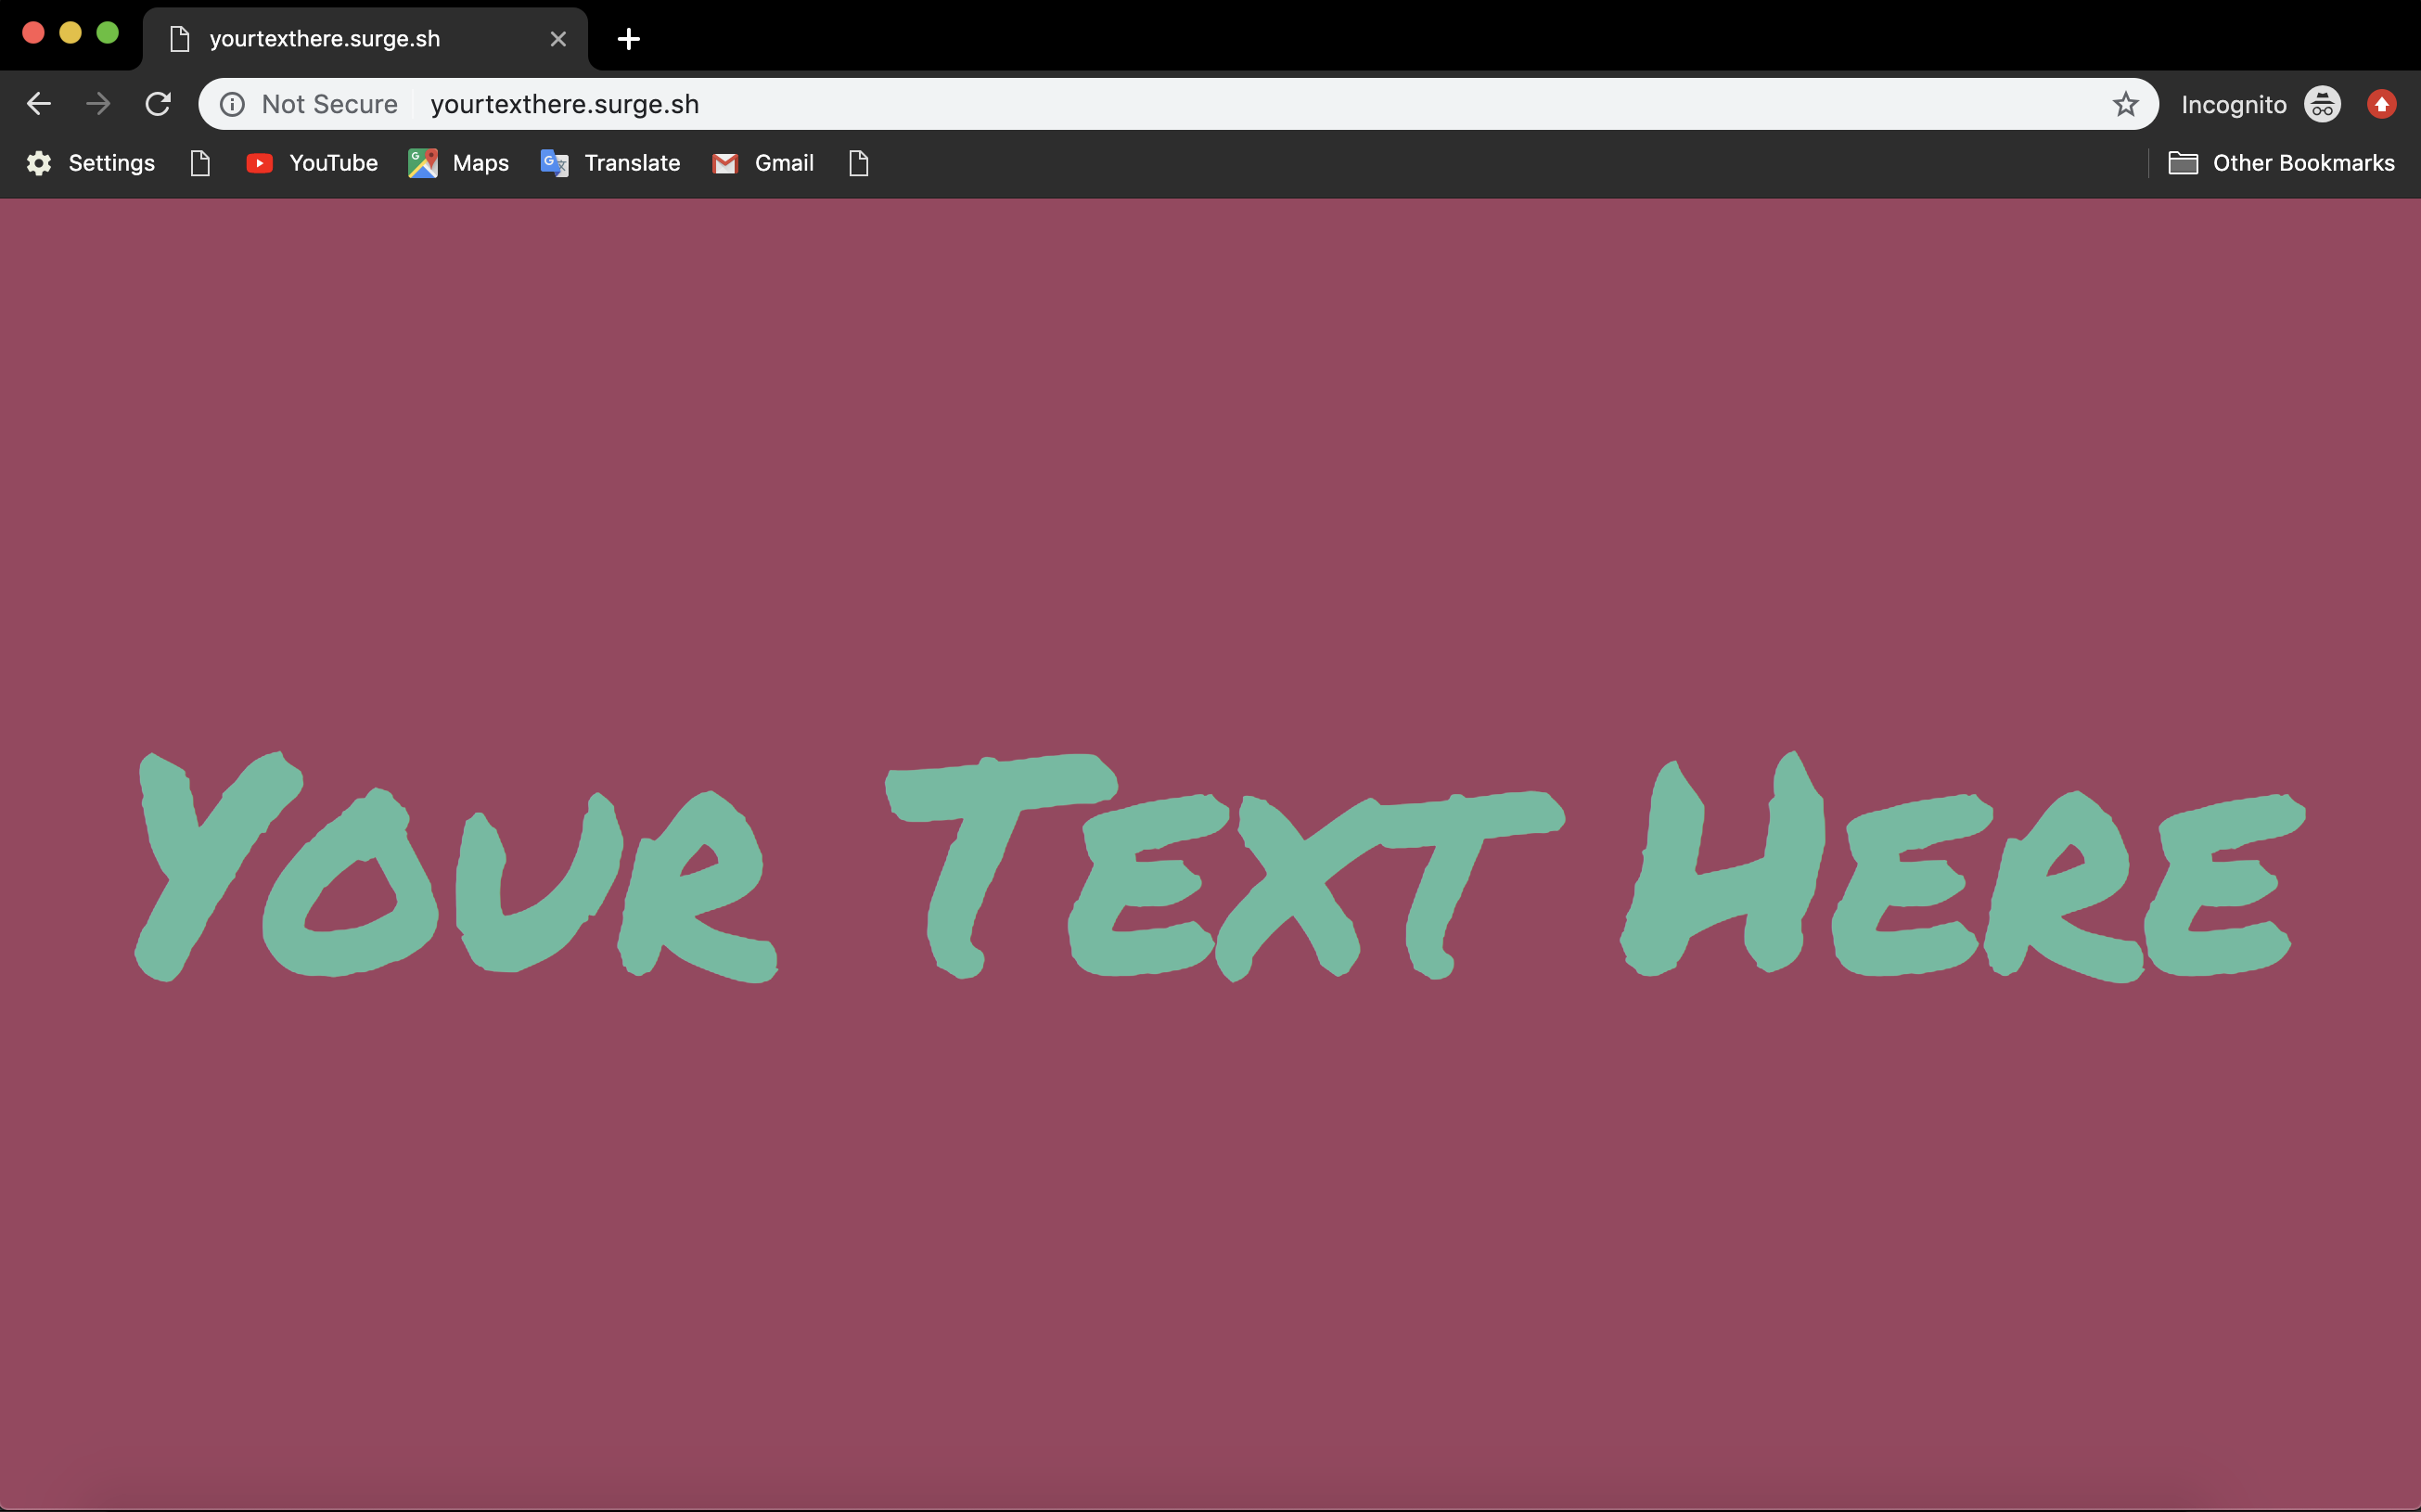 yourtexthere.surge.sh
Not Secure yourtexthere.surge.sh Incognito
Settings YouTube Maps Translate Gmail Other Bookmarks
Your Text Here